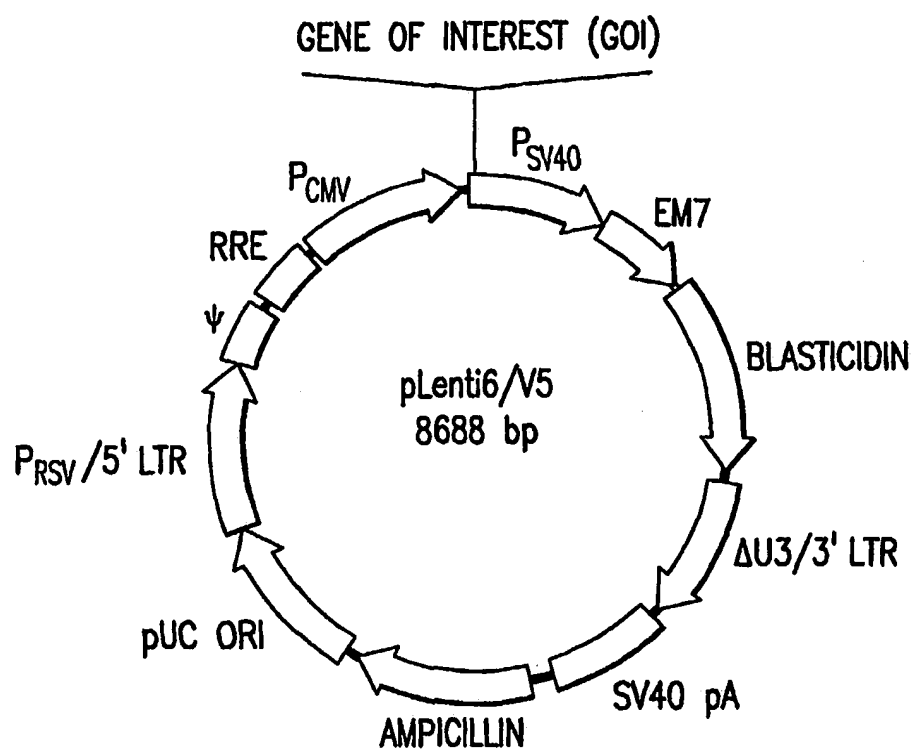 GENE OF INTEREST (GOI)
PSV40
PCMV
EM7
RRE
ψ
BLASTICIDIN
pLenti6/V5
8688 bp
PRSV/5' LTR
ΔU3/3' LTR
pUC ORI
SV40 pA
AMPICILLIN